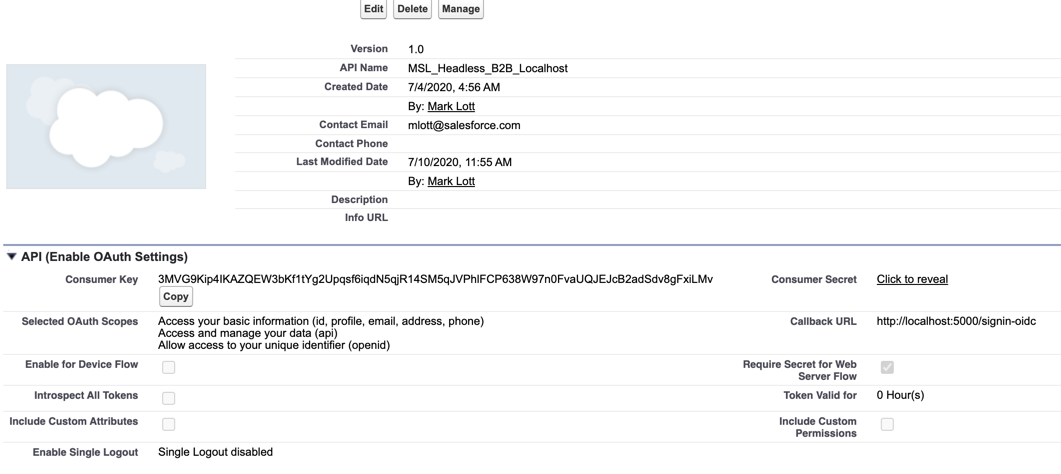 Edit Delete Manage
Version 1.0
API Name MSL_Headless_B2B_Localhost
Created Date 7/4/2020, 4:56 AM
By: Mark Lott
Contact Email mlott@salesforce.com
Contact Phone
Last Modified Date 7/10/2020, 11:55 AM
By: Mark Lott
Description
Info URL
API (Enable OAuth Settings)
Consumer Key 3MVG9Kip4IKAZQEW3bKf1tYg2Upqsf6iqdN5qjR14SM5qJVPhlFCP638W97n0FvaUQJEJcB2adSdv8gFxiLMv Consumer Secret Click to reveal
Copy
Selected OAuth Scopes Access your basic information (id, profile, email, address, phone) Callback URL http://localhost:5000/signin-oidc
Access and manage your data (api)
Allow access to your unique identifier (openid)
Enable for Device Flow Require Secret for Web
Server Flow
Introspect All Tokens Token Valid for 0 Hour(s)
Include Custom Attributes Include Custom
Permissions
Enable Single Logout Single Logout disabled